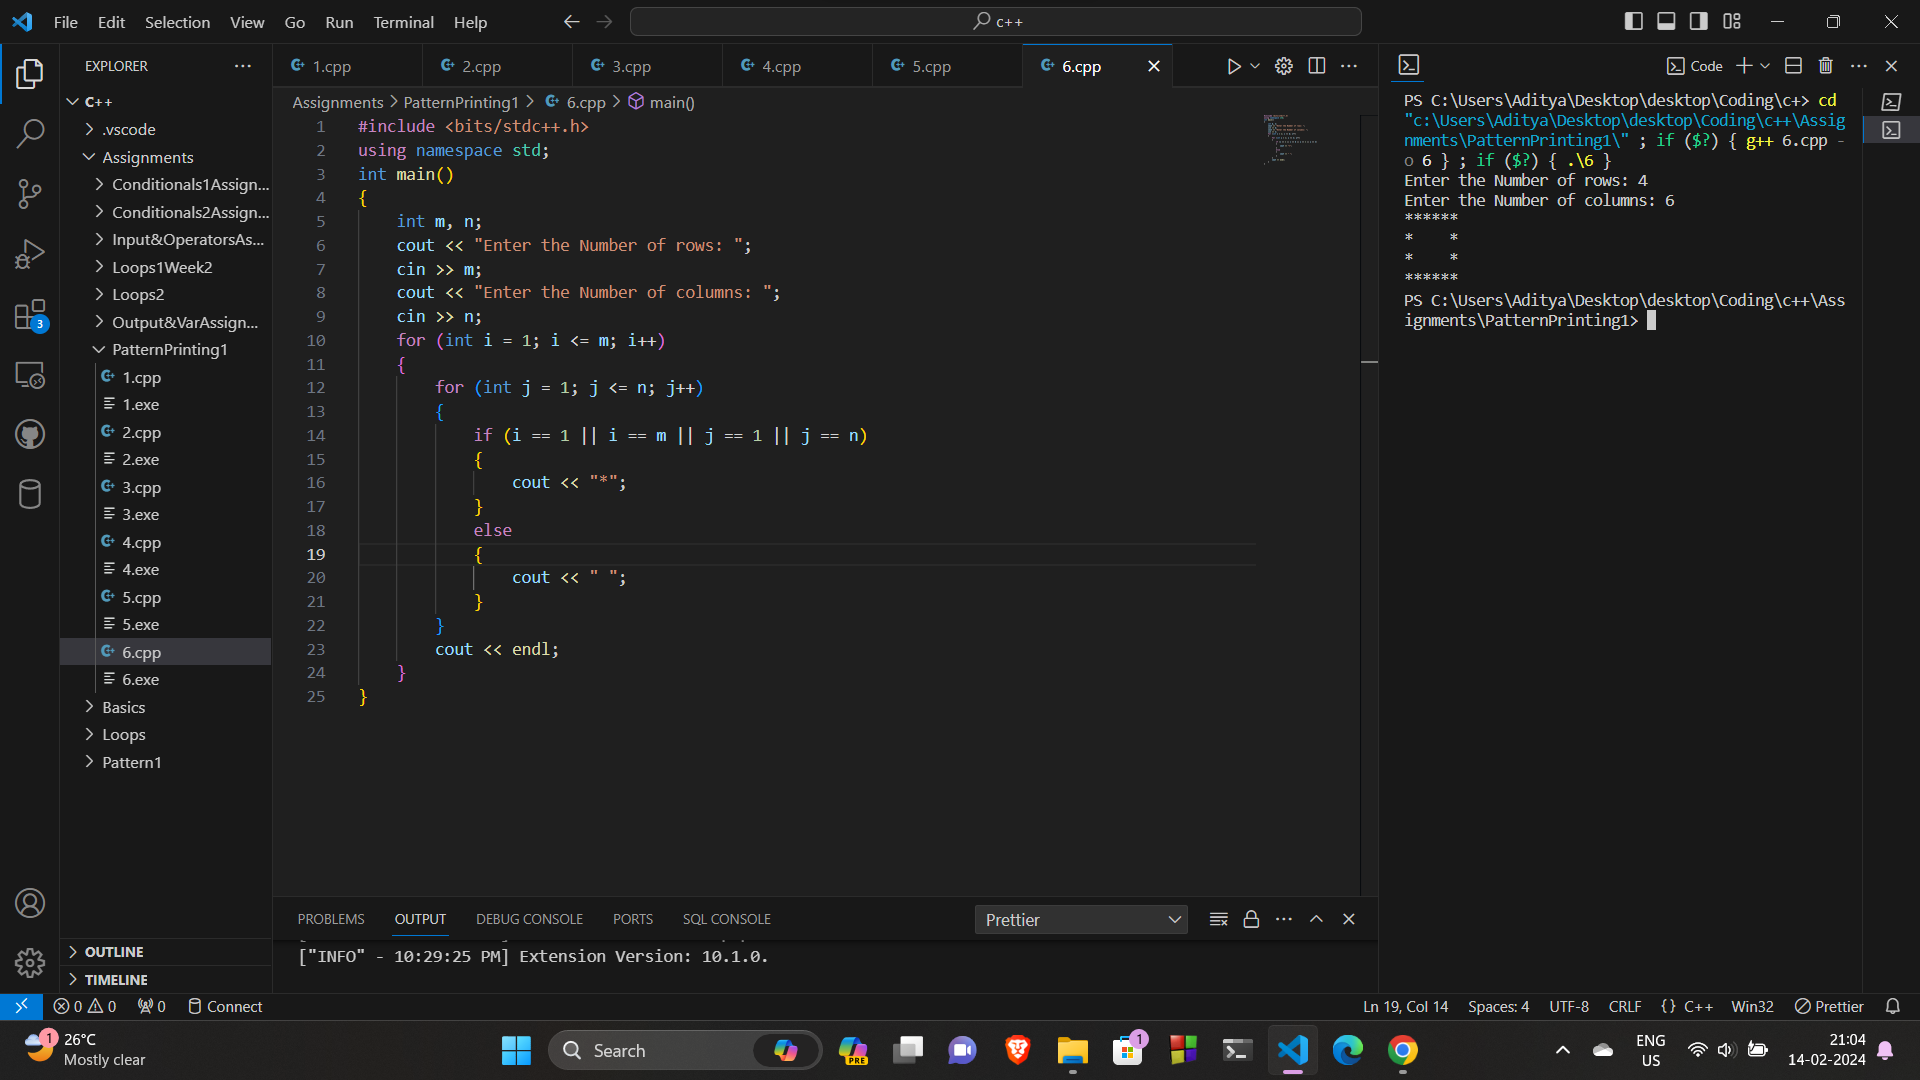 File Edit Selection View Go Run Terminal Help
c++
EXPLORER
C++
.vscode
Assignments
Conditionals1Assign...
Conditionals2Assign...
Input&OperatorsAs...
Loops1Week2
Loops2
Output&VarAssign...
PatternPrinting1
1.cpp
1.exe
2.cpp
2.exe
3.cpp
3.exe
4.cpp
4.exe
5.cpp
5.exe
6.cpp
6.exe
Basics
Loops
Pattern1
OUTLINE
TIMELINE
1.cpp 2.cpp 3.cpp 4.cpp 5.cpp 6.cpp
Assignments > PatternPrinting1 > 6.cpp > main()
1 #include <bits/stdc++.h>
2 using namespace std;
3 int main()
4 {
5 int m, n;
6 cout << "Enter the Number of rows: ";
7 cin >> m;
8 cout << "Enter the Number of columns: ";
9 cin >> n;
10 for (int i = 1; i <= m; i++)
11 {
12 for (int j = 1; j <= n; j++)
13 {
14 if (i == 1 || i == m || j == 1 || j == n)
15 {
16 cout << "*";
17 }
18 else
19 {
20 cout << " ";
21 }
22 }
23 cout << endl;
24 }
25 }
Code
PS C:\Users\Aditya\Desktop\desktop\Coding\c+> cd
"c:\Users\Aditya\Desktop\desktop\Coding\c++\Assig
nments\PatternPrinting1\" ; if ($?) { g++ 6.cpp -
o 6 } ; if ($?) { .\6 }
Enter the Number of rows: 4
Enter the Number of columns: 6
******
*    *
*    *
******
PS C:\Users\Aditya\Desktop\desktop\Coding\c++\Ass
ignments\PatternPrinting1>
PROBLEMS OUTPUT DEBUG CONSOLE PORTS SQL CONSOLE
Prettier
["INFO" - 10:29:25 PM] Extension Version: 10.1.0.
3
0 0 0 Connect
Ln 19, Col 14 Spaces: 4 UTF-8 CRLF {} C++ Win32 Prettier
1
26°C
Mostly clear
Search
PRE
1
ENG
US
21:04
14-02-2024